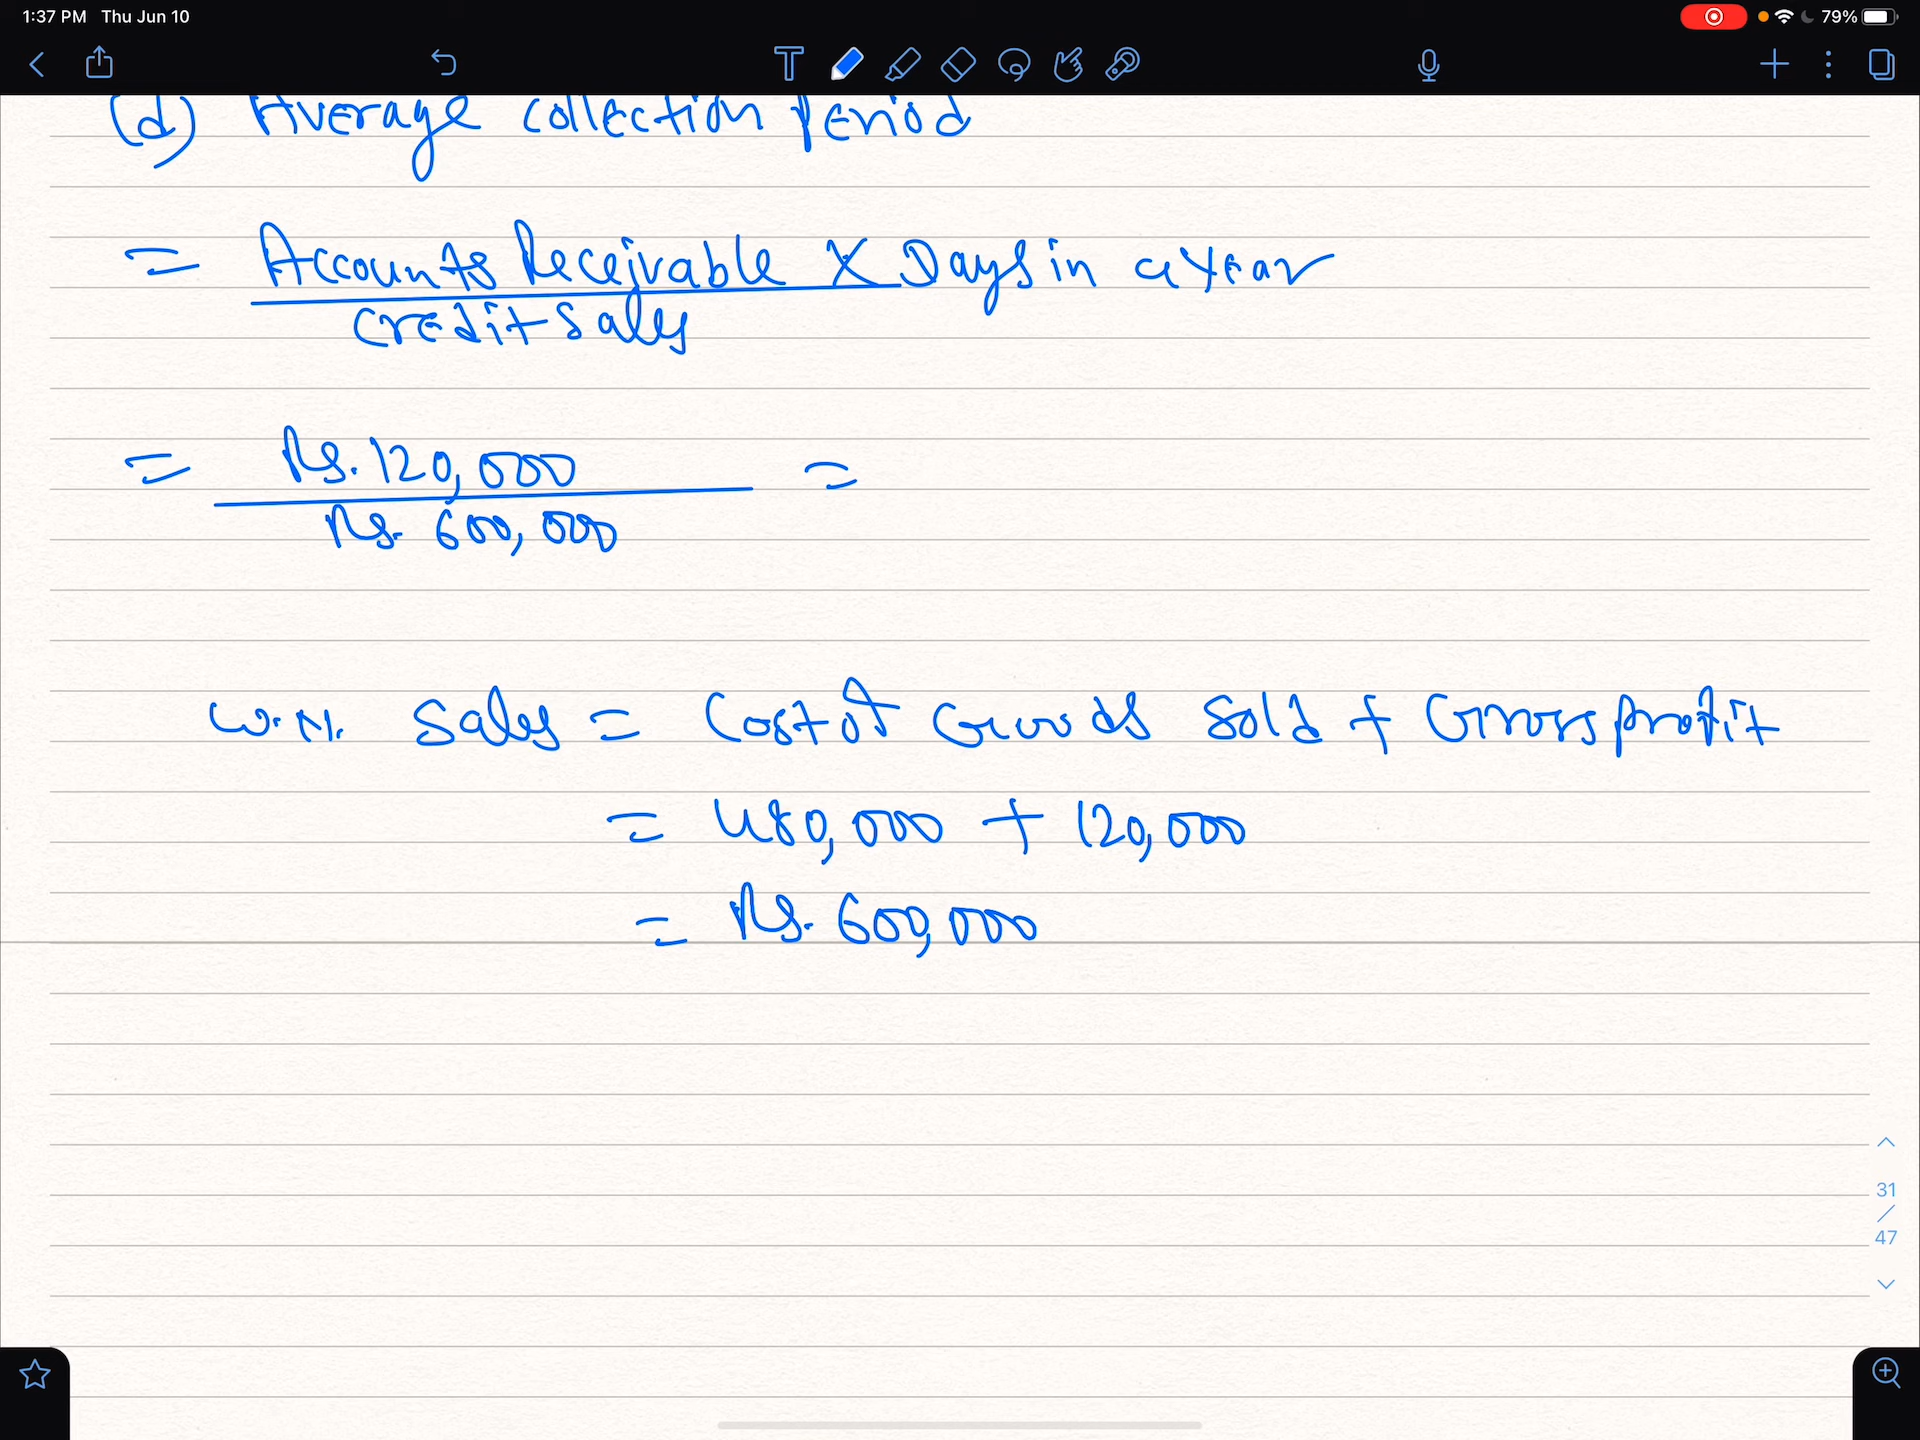 1:37 PM Thu Jun 10
79%
T
(d) Average collection Period
= Accounts Receivable X Days in a year
credit sales
= Rs. 120,000 =
Rs. 600,000
W.N. Sales = Cost of Goods Sold + Gross profit
= 480,000 + 120,000
= Rs. 600,000
31
/
47